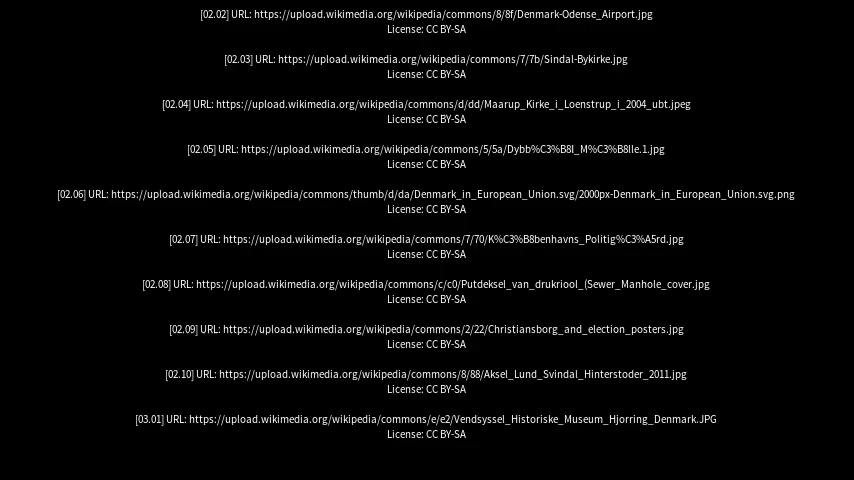 [02.02] URL: https://upload.wikimedia.org/wikipedia/commons/8/8f/Denmark-Odense_Airport.jpg
License: CC BY-SA
[02.03] URL: https://upload.wikimedia.org/wikipedia/commons/7/7b/Sindal-Bykirke.jpg
License: CC BY-SA
[02.04] URL: https://upload.wikimedia.org/wikipedia/commons/d/dd/Maarup_Kirke_i_Loenstrup_i_2004_ubt.jpeg
License: CC BY-SA
[02.05] URL: https://upload.wikimedia.org/wikipedia/commons/5/5a/Dybb%C3%B8l_M%C3%B8lle.1.jpg
License: CC BY-SA
[02.06] URL: https://upload.wikimedia.org/wikipedia/commons/thumb/d/da/Denmark_in_European_Union.svg/2000px-Denmark_in_European_Union.svg.png
License: CC BY-SA
[02.07] URL: https://upload.wikimedia.org/wikipedia/commons/7/70/K%C3%B8benhavns_Politig%C3%A5rd.jpg
License: CC BY-SA
[02.08] URL: https://upload.wikimedia.org/wikipedia/commons/c/c0/Putdeksel_van_drukriool_(Sewer_Manhole_cover.jpg
License: CC BY-SA
[02.09] URL: https://upload.wikimedia.org/wikipedia/commons/2/22/Christiansborg_and_election_posters.jpg
License: CC BY-SA
[02.10] URL: https://upload.wikimedia.org/wikipedia/commons/8/88/Aksel_Lund_Svindal_Hinterstoder_2011.jpg
License: CC BY-SA
[03.01] URL: https://upload.wikimedia.org/wikipedia/commons/e/e2/Vendsyssel_Historiske_Museum_Hjorring_Denmark.JPG
License: CC BY-SA